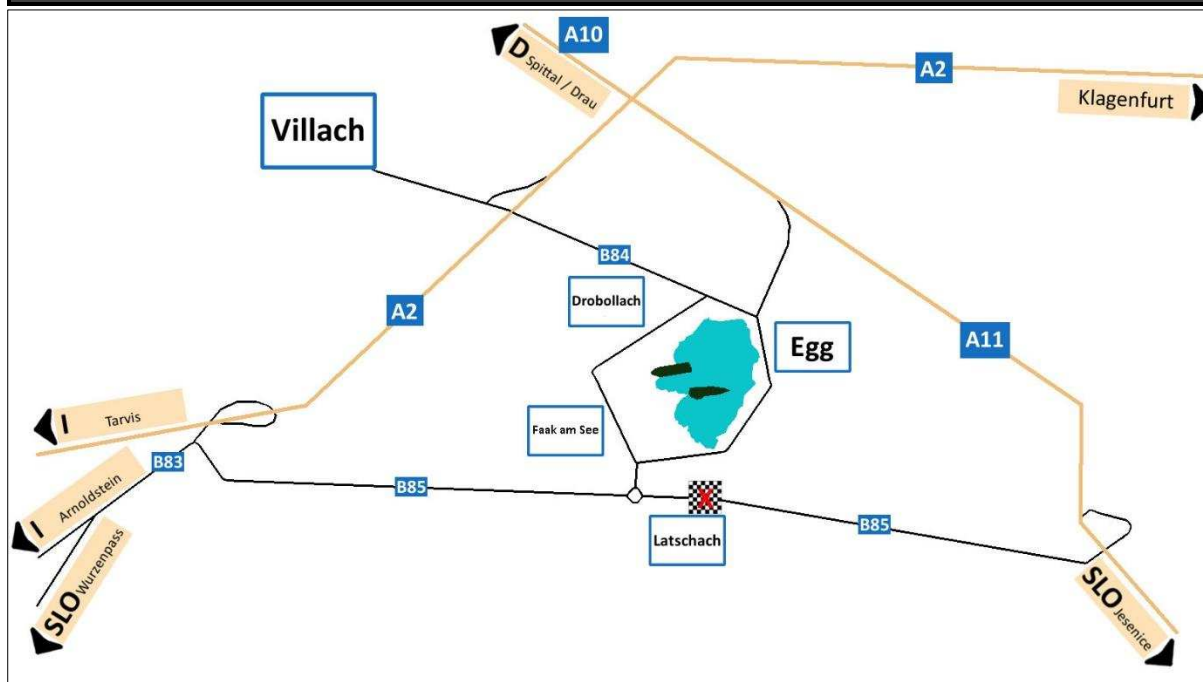 A10
D Spittal / Drau
A2
Klagenfurt
Villach
B84
Drobollach
A2
Egg
A11
I Tarvis
Faak am See
B83
I Arnoldstein
B85
X
B85
Latschach
SLO Wurzenpass
SLO Jesenice